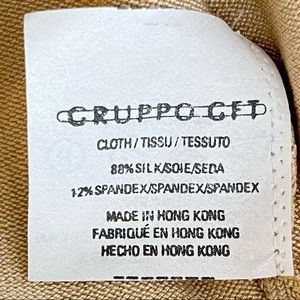 GRUPPO GFT
CLOTH / TISSU / TESSUTO
88% SILK/SOIE/SEDA
12% SPANDEX/SPANDEX/SPANDEX
MADE IN HONG KONG
FABRIQUÉ EN HONG KONG
HECHO EN HONG KONG